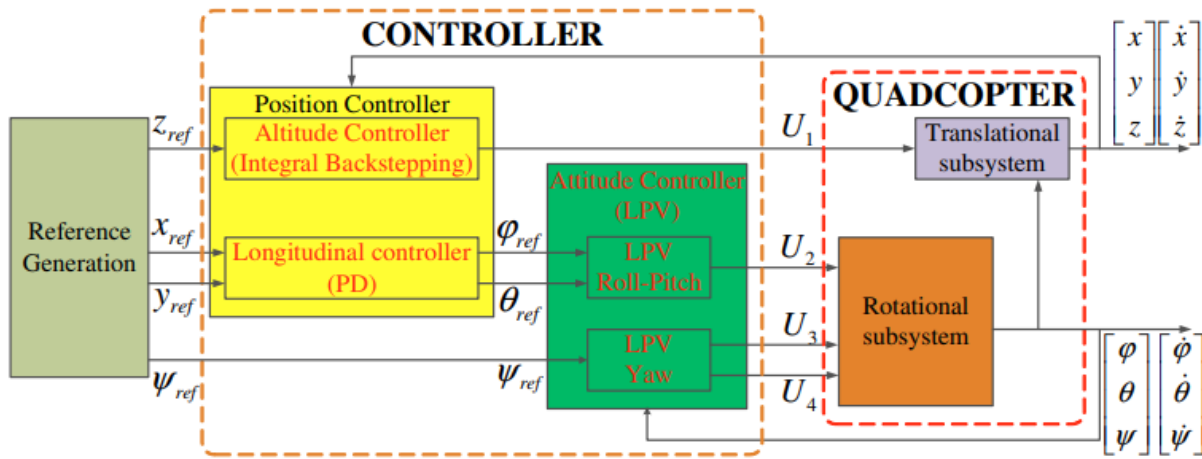 CONTROLLER
QUADCOPTER
Reference
Generation
z_ref
x_ref
y_ref
ψ_ref
Position Controller
Altitude Controller
(Integral Backstepping)
Longitudinal controller
(PD)
φ_ref
θ_ref
ψ_ref
Attitude Controller
(LPV)
LPV
Roll-Pitch
LPV
Yaw
U_1
U_2
U_3
U_4
Translational
subsystem
Rotational
subsystem
[x] [ẋ]
[y] [ẏ]
[z] [ż]
[φ] [φ̇]
[θ] [θ̇]
[ψ] [ψ̇]